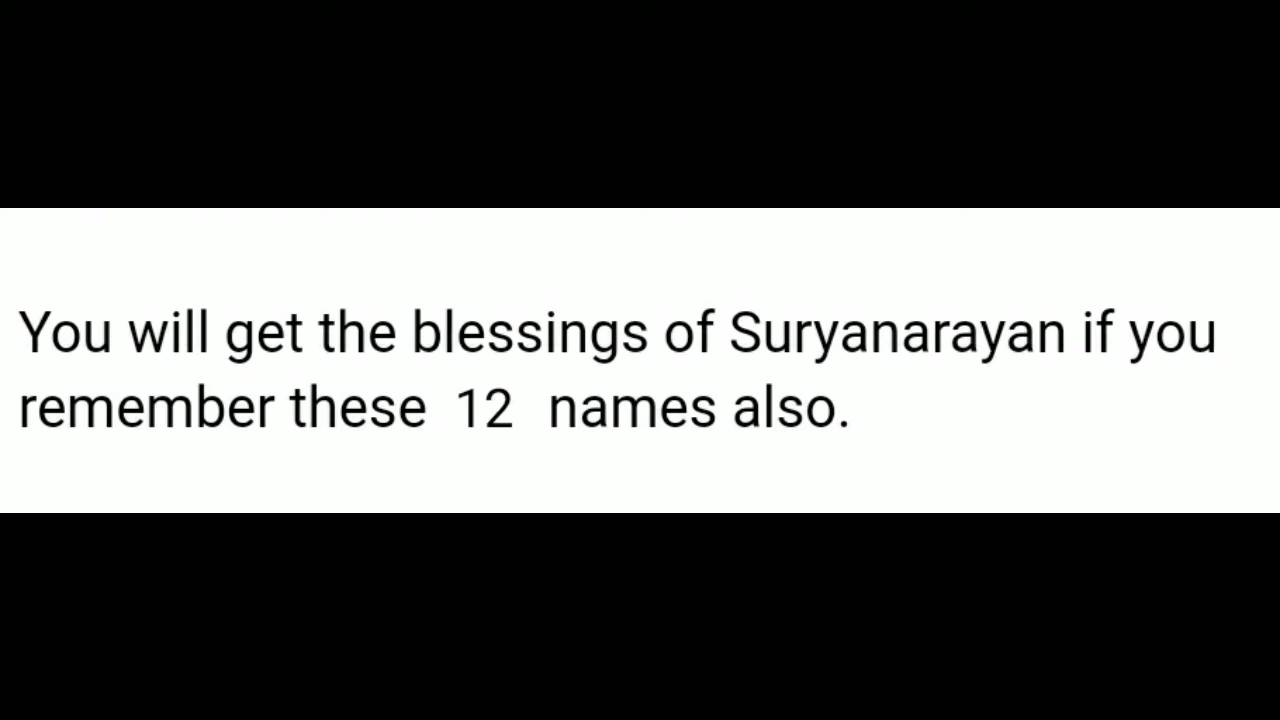 You will get the blessings of Suryanarayan if you
remember these 12 names also.